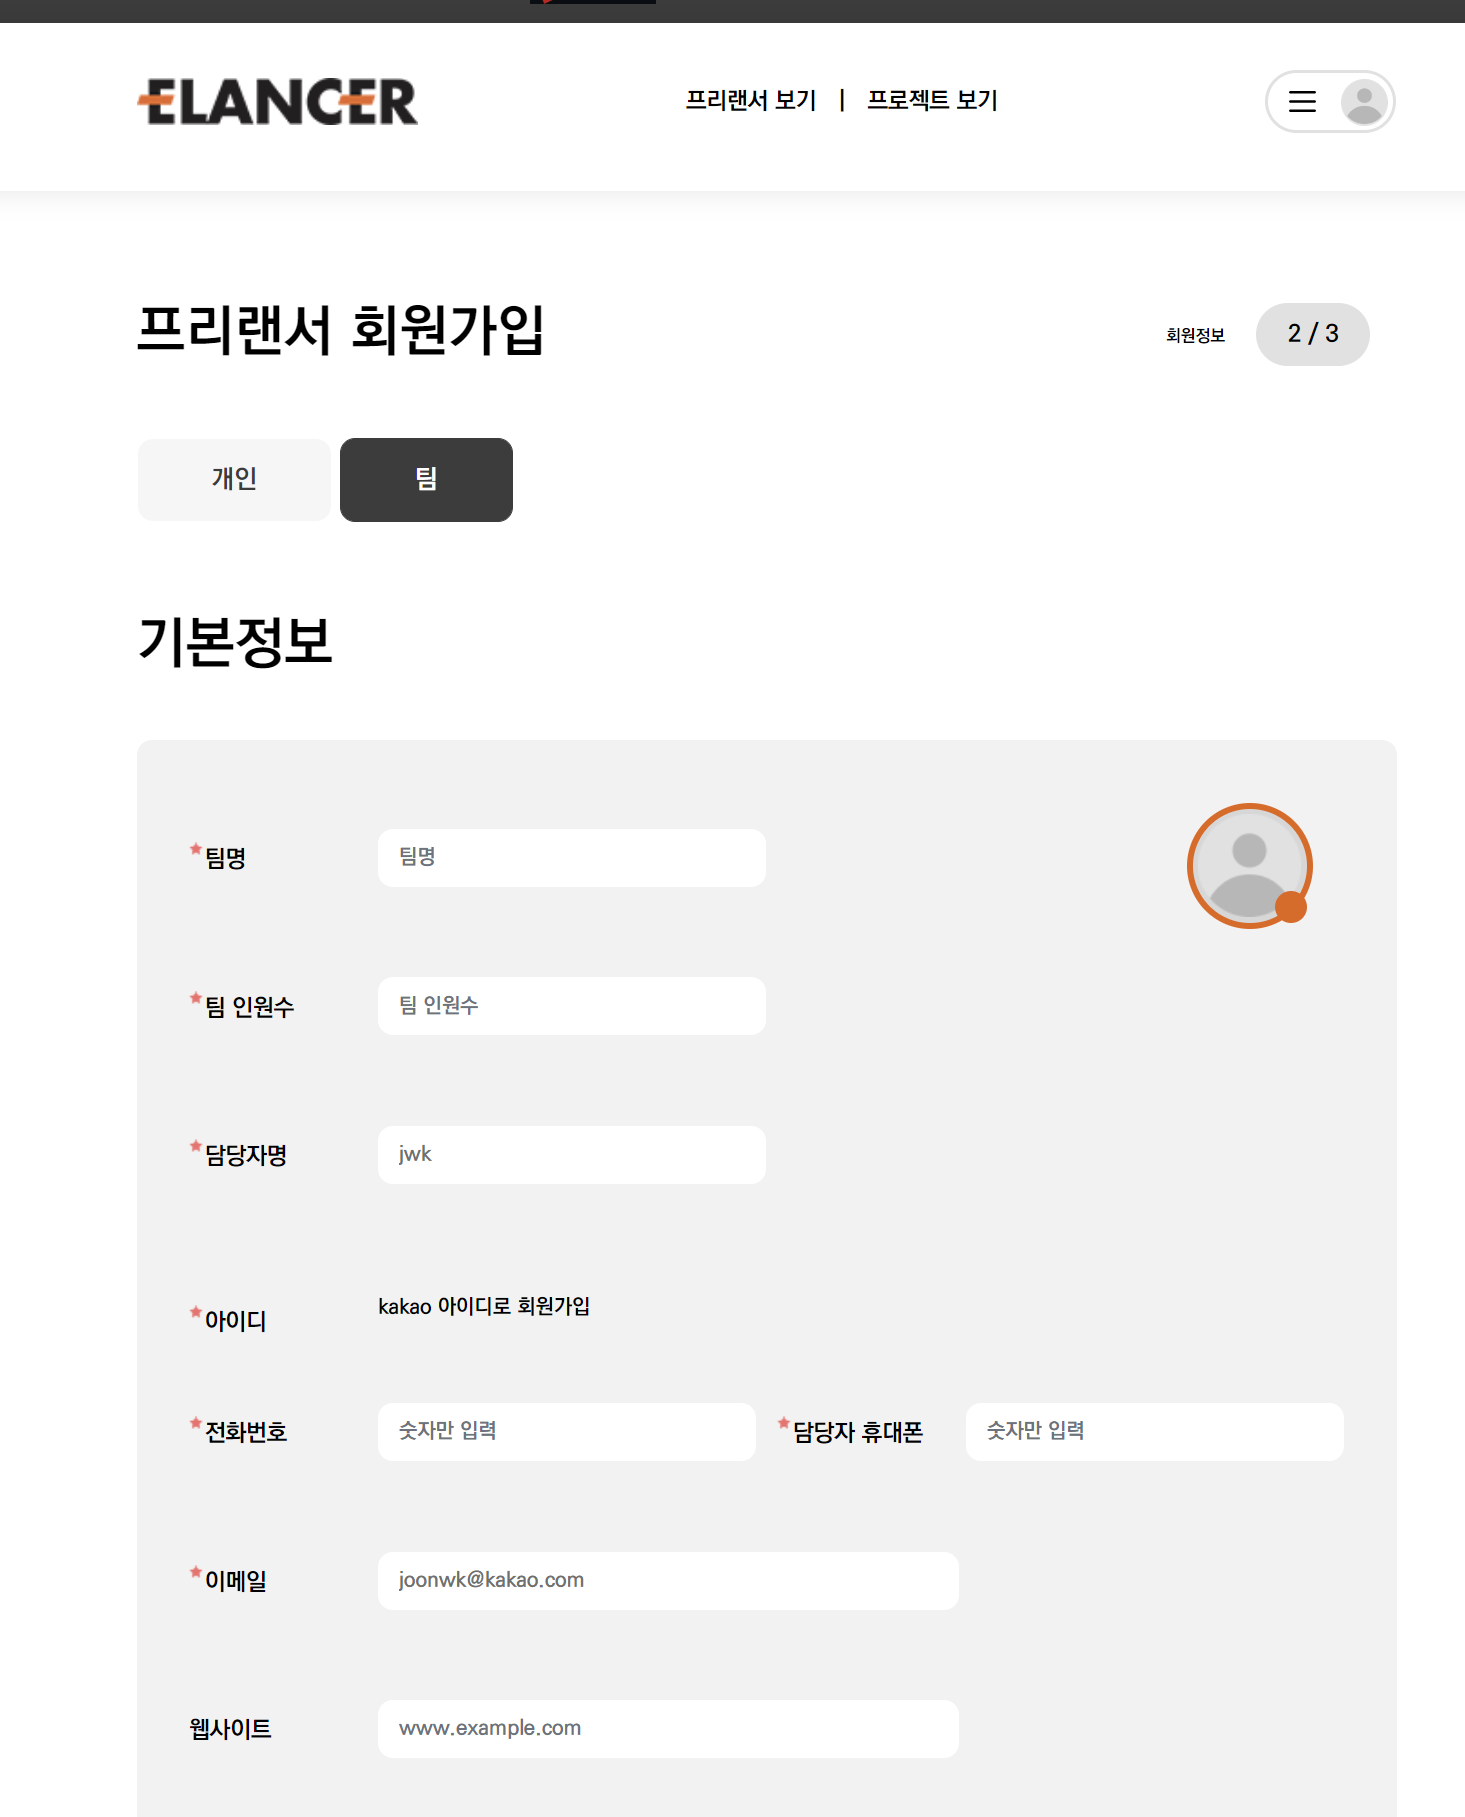 ELANCER
프리랜서 보기 | 프로젝트 보기
프리랜서 회원가입
회원정보 2 / 3
개인 팀
기본정보
팀명 팀명
팀 인원수 팀 인원수
담당자명 jwk
아이디 kakao 아이디로 회원가입
전화번호 숫자만 입력 담당자 휴대폰 숫자만 입력
이메일 joonwk@kakao.com
웹사이트 www.example.com